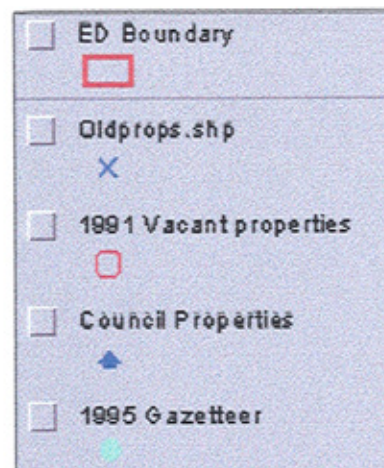 ED Boundary
Oldprops.shp
1991 Vacant properties
Council Properties
1995 Gazetteer